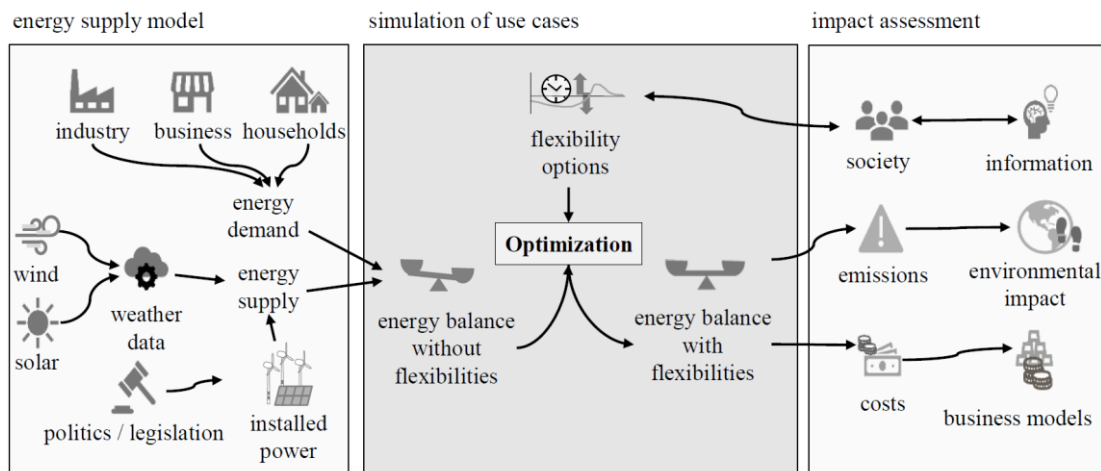 energy supply model
simulation of use cases
impact assessment
industry
business
households
energy
demand
wind
weather
data
solar
energy
supply
politics / legislation
installed
power
flexibility
options
Optimization
energy balance
without
flexibilities
energy balance
with
flexibilities
society
information
emissions
environmental
impact
costs
business models